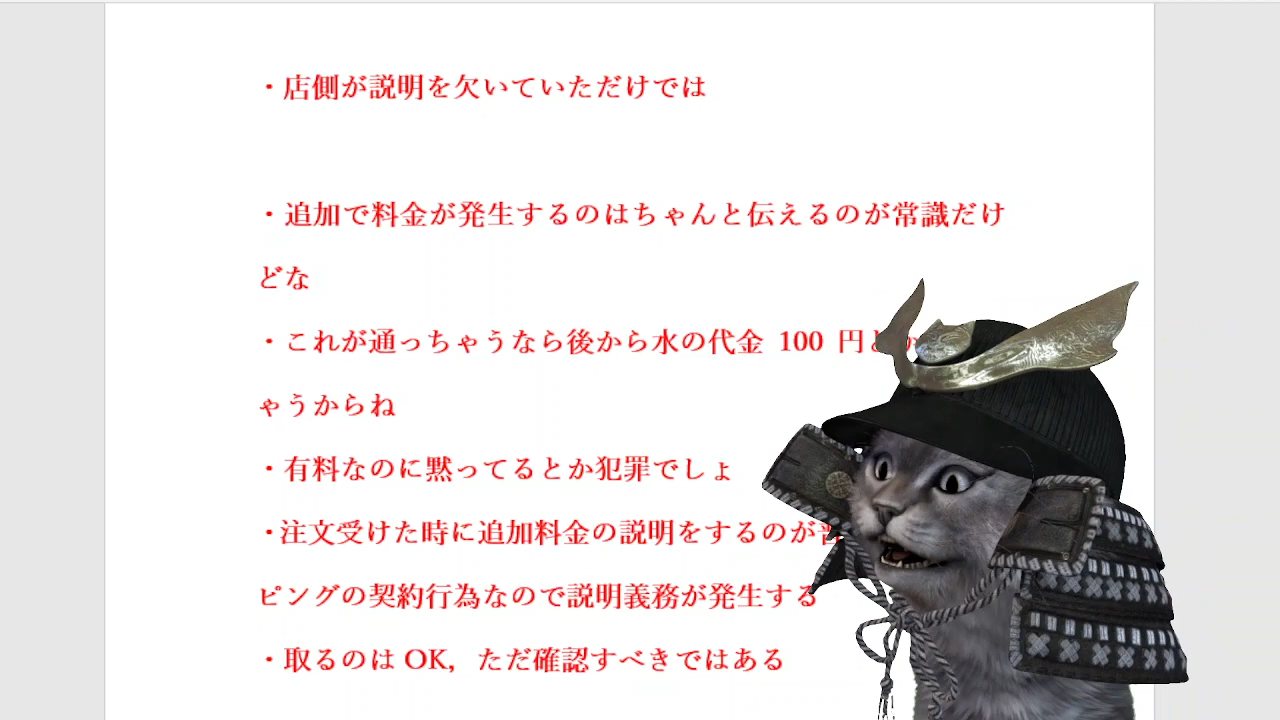 ・店側が説明を欠いていただけでは
・追加で料金が発生するのはちゃんと伝えるのが常識だけ
どな
・これが通っちゃうなら後から水の代金 100 円とか
ゃうからね
・有料なのに黙ってるとか犯罪でしょ
・注文受けた時に追加料金の説明をするのが
ピングの契約行為なので説明義務が発生する
・取るのは OK，ただ確認すべきではある